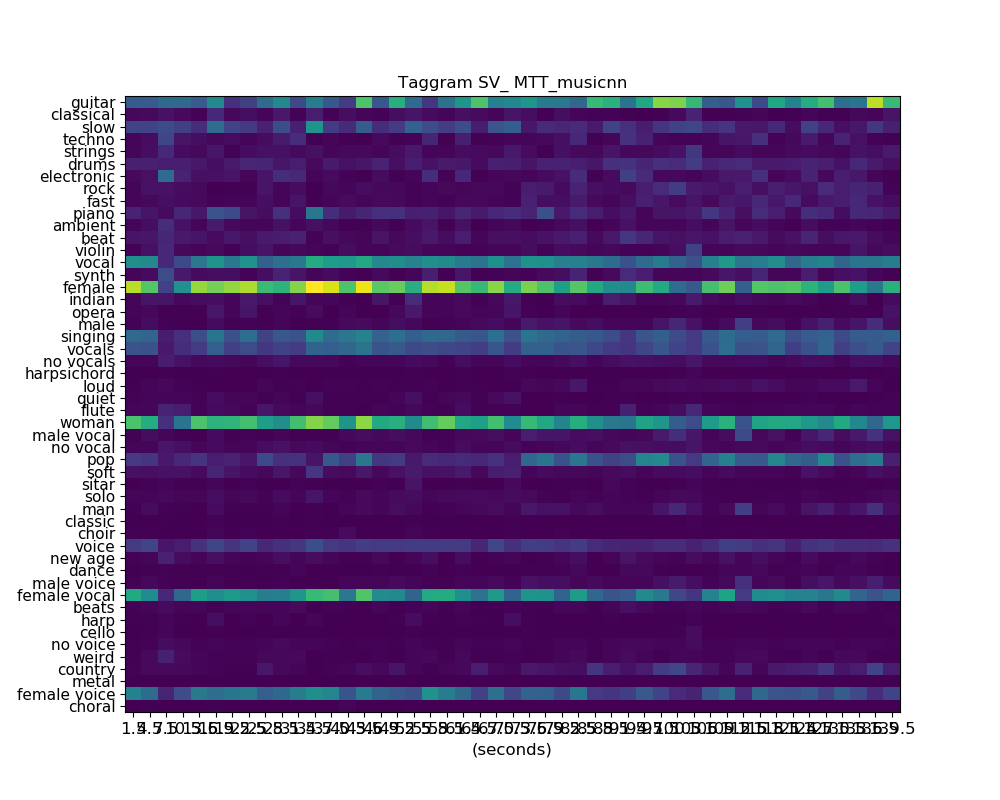 Taggram SV_ MTT_musicnn
guitar
classical
slow
techno
strings
drums
electronic
rock
fast
piano
ambient
beat
violin
vocal
synth
female
indian
opera
male
singing
vocals
no vocals
harpsichord
loud
quiet
flute
woman
male vocal
no vocal
pop
soft
sitar
solo
man
classic
choir
voice
new age
dance
male voice
female vocal
beats
harp
cello
no voice
weird
country
metal
female voice
choral
(seconds)